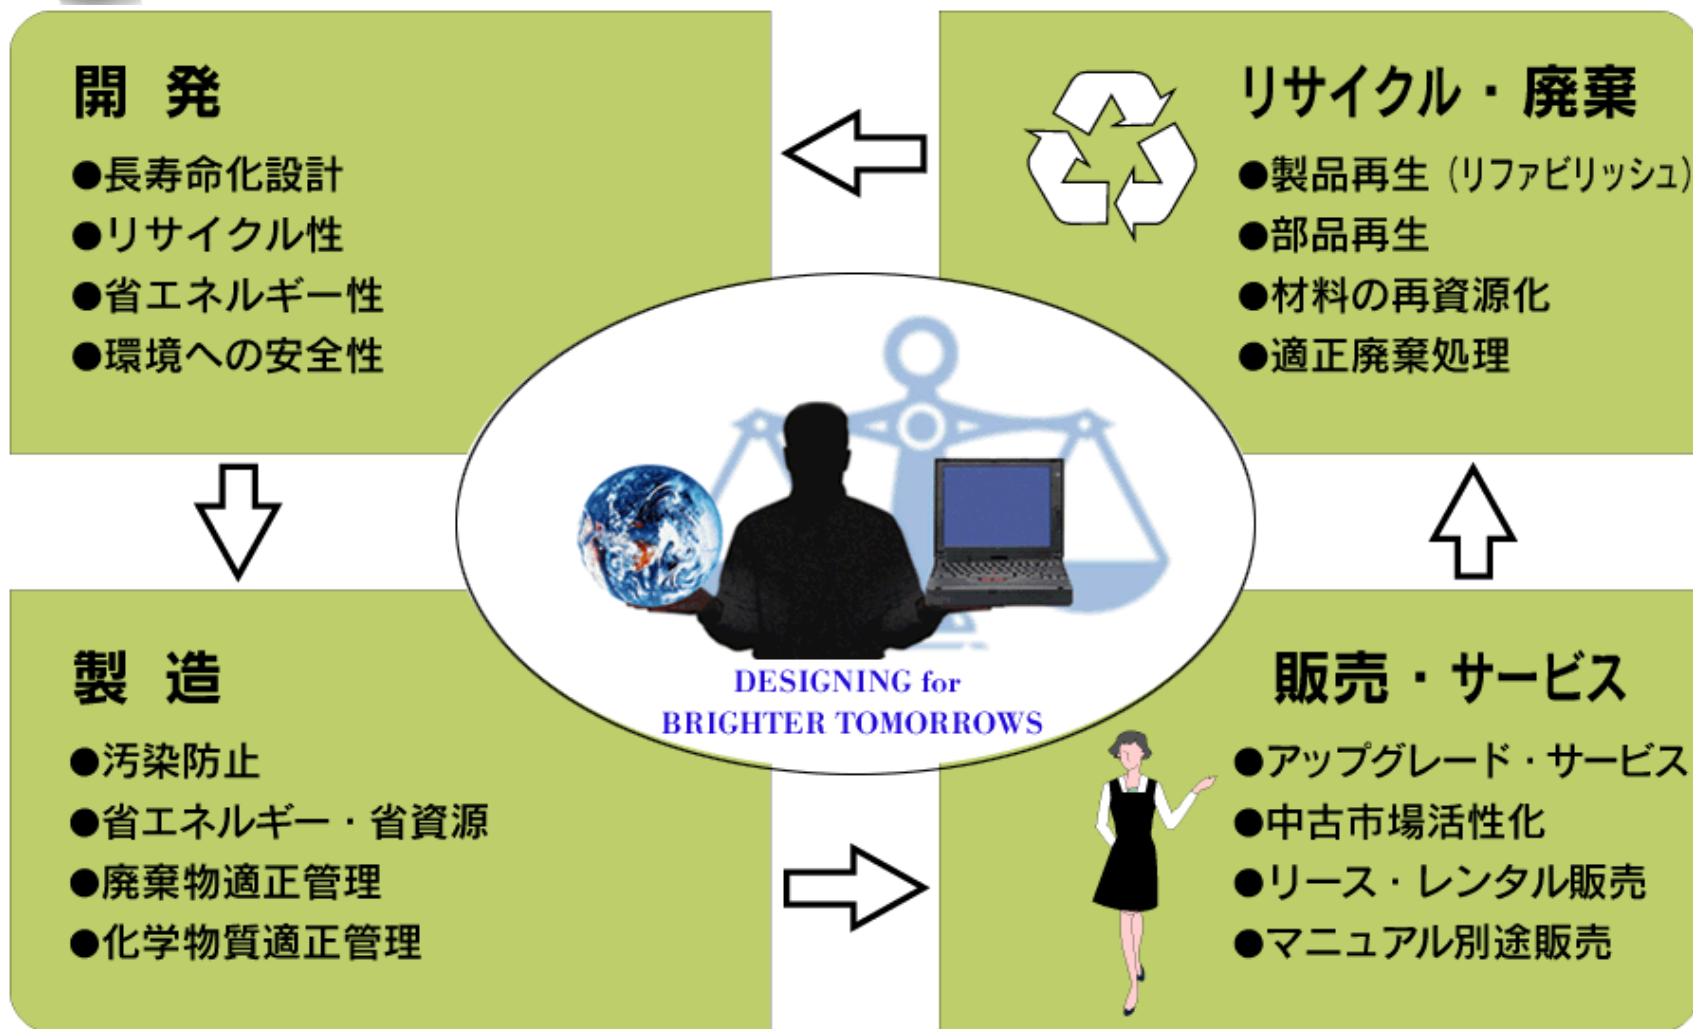 開 発
●長寿命化設計
●リサイクル性
●省エネルギー性
●環境への安全性
リサイクル・廃棄
●製品再生（リファビリッシュ）
●部品再生
●材料の再資源化
●適正廃棄処理
DESIGNING for
BRIGHTER TOMORROWS
製 造
●汚染防止
●省エネルギー・省資源
●廃棄物適正管理
●化学物質適正管理
販売・サービス
●アップグレード・サービス
●中古市場活性化
●リース・レンタル販売
●マニュアル別途販売